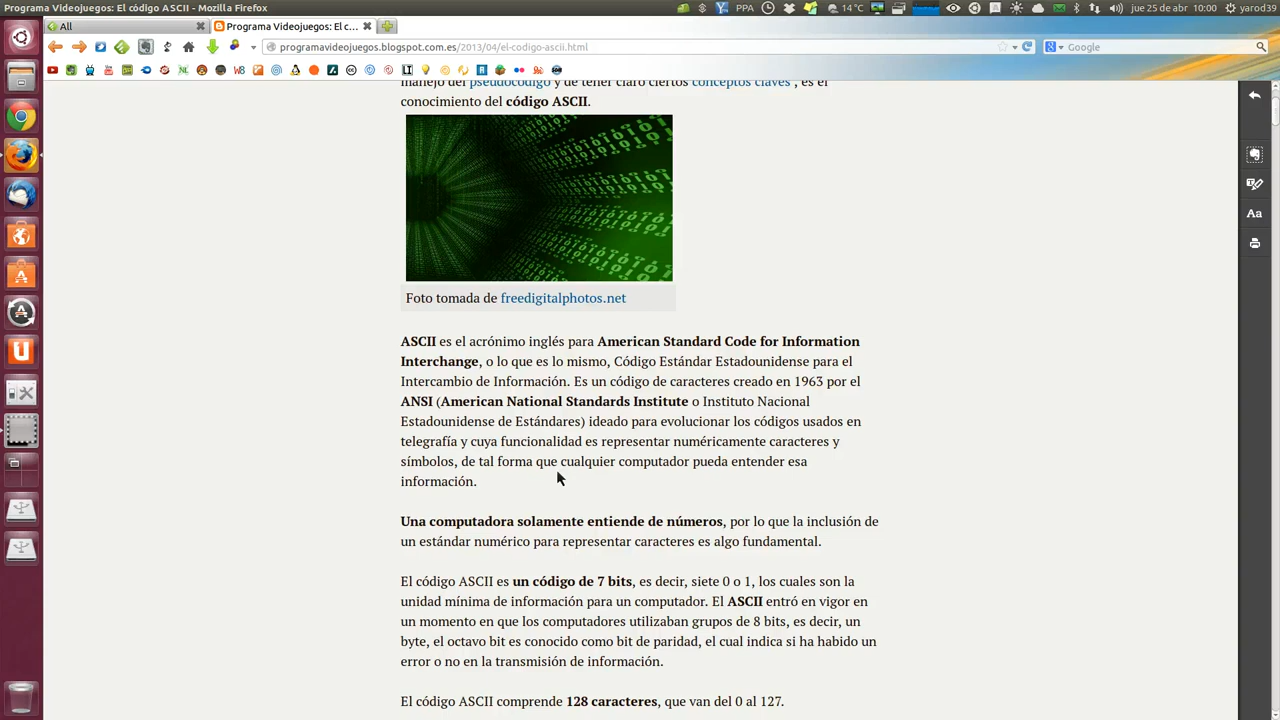 Programa Videojuegos: El código ASCII - Mozilla Firefox
PPA
14 °C
A
jue 25 de abr
10:00
yarod39
All
Programa Videojuegos: El c...
programavideojuegos.blogspot.com.es/2013/04/el-codigo-ascii.html
Google
manejo del pseudocódigo y de tener claro ciertos conceptos claves , es el
conocimiento del código ASCII.
Foto tomada de freedigitalphotos.net
ASCII es el acrónimo inglés para American Standard Code for Information
Interchange, o lo que es lo mismo, Código Estándar Estadounidense para el
Intercambio de Información. Es un código de caracteres creado en 1963 por el
ANSI (American National Standards Institute o Instituto Nacional
Estadounidense de Estándares) ideado para evolucionar los códigos usados en
telegrafía y cuya funcionalidad es representar numéricamente caracteres y
símbolos, de tal forma que cualquier computador pueda entender esa
información.
Una computadora solamente entiende de números, por lo que la inclusión de
un estándar numérico para representar caracteres es algo fundamental.
El código ASCII es un código de 7 bits, es decir, siete 0 o 1, los cuales son la
unidad mínima de información para un computador. El ASCII entró en vigor en
un momento en que los computadores utilizaban grupos de 8 bits, es decir, un
byte, el octavo bit es conocido como bit de paridad, el cual indica si ha habido un
error o no en la transmisión de información.
El código ASCII comprende 128 caracteres, que van del 0 al 127.
Aa